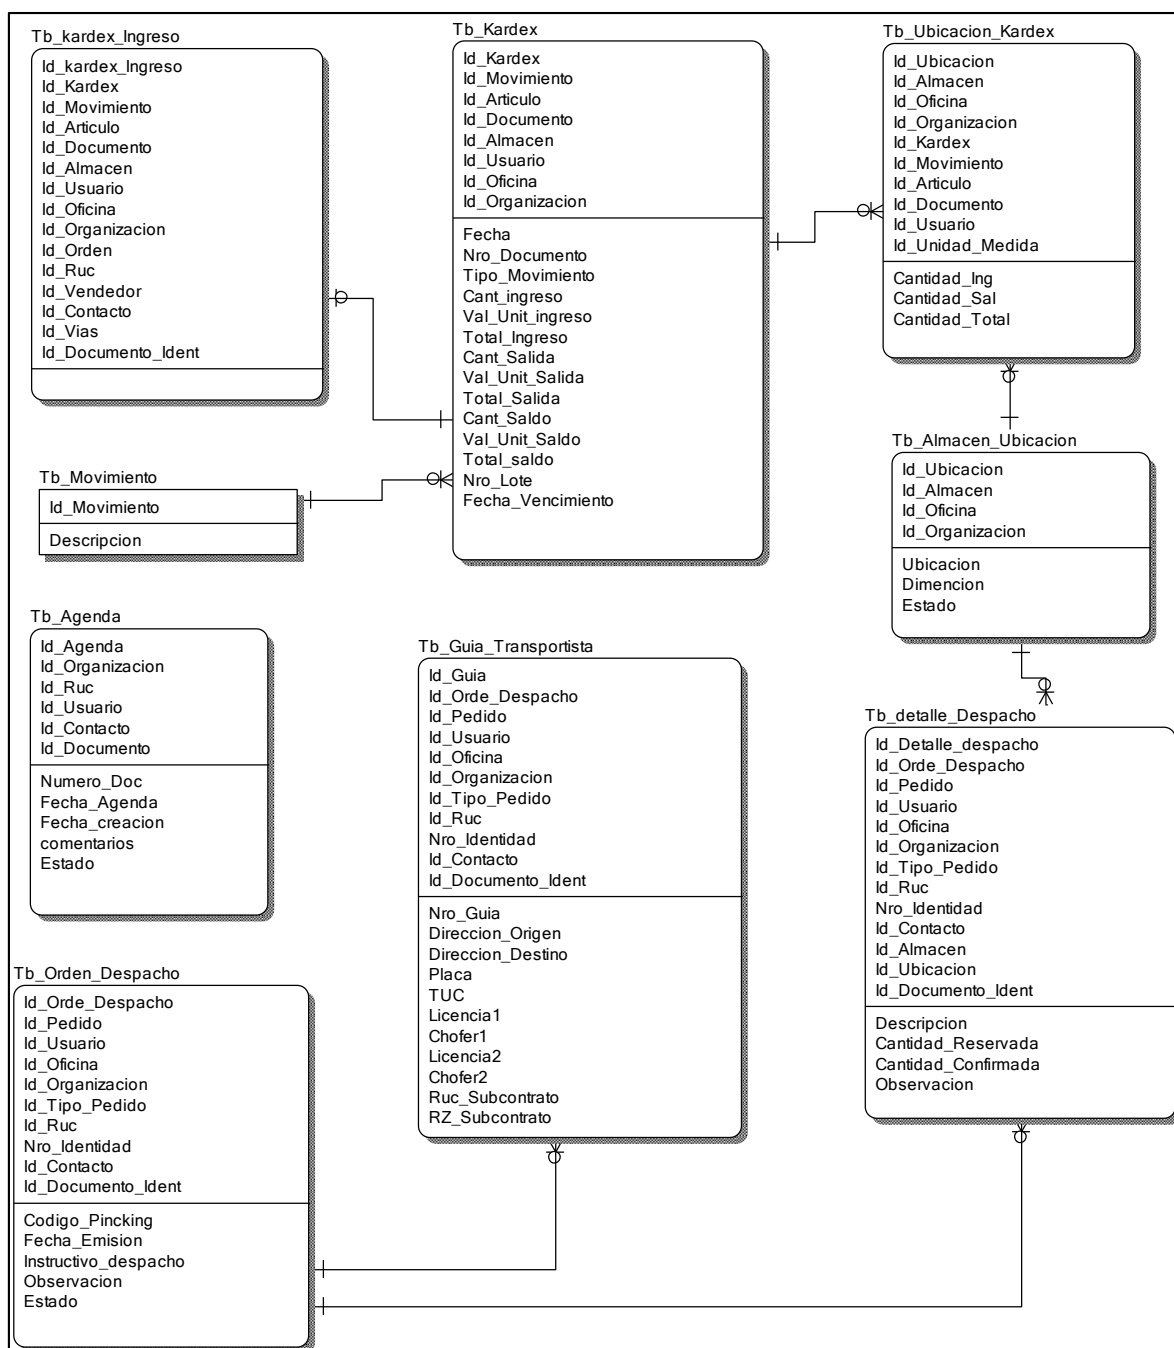 Tb_kardex_Ingreso
Id_kardex_Ingreso
Id_Kardex
Id_Movimiento
Id_Articulo
Id_Documento
Id_Almacen
Id_Usuario
Id_Oficina
Id_Organizacion
Id_Orden
Id_Ruc
Id_Vendedor
Id_Contacto
Id_Vias
Id_Documento_Ident
Tb_Kardex
Id_Kardex
Id_Movimiento
Id_Articulo
Id_Documento
Id_Almacen
Id_Usuario
Id_Oficina
Id_Organizacion
Fecha
Nro_Documento
Tipo_Movimiento
Cant_ingreso
Val_Unit_ingreso
Total_Ingreso
Cant_Salida
Val_Unit_Salida
Total_Salida
Cant_Saldo
Val_Unit_Saldo
Total_saldo
Nro_Lote
Fecha_Vencimiento
Tb_Ubicacion_Kardex
Id_Ubicacion
Id_Almacen
Id_Oficina
Id_Organizacion
Id_Kardex
Id_Movimiento
Id_Articulo
Id_Documento
Id_Usuario
Id_Unidad_Medida
Cantidad_Ing
Cantidad_Sal
Cantidad_Total
Tb_Movimiento
Id_Movimiento
Descripcion
Tb_Almacen_Ubicacion
Id_Ubicacion
Id_Almacen
Id_Oficina
Id_Organizacion
Ubicacion
Dimencion
Estado
Tb_Agenda
Id_Agenda
Id_Organizacion
Id_Ruc
Id_Usuario
Id_Contacto
Id_Documento
Numero_Doc
Fecha_Agenda
Fecha_creacion
comentarios
Estado
Tb_Guia_Transportista
Id_Guia
Id_Orde_Despacho
Id_Pedido
Id_Usuario
Id_Oficina
Id_Organizacion
Id_Tipo_Pedido
Id_Ruc
Nro_Identidad
Id_Contacto
Id_Documento_Ident
Nro_Guia
Direccion_Origen
Direccion_Destino
Placa
TUC
Licencia1
Chofer1
Licencia2
Chofer2
Ruc_Subcontrato
RZ_Subcontrato
Tb_detalle_Despacho
Id_Detalle_despacho
Id_Orde_Despacho
Id_Pedido
Id_Usuario
Id_Oficina
Id_Organizacion
Id_Tipo_Pedido
Id_Ruc
Nro_Identidad
Id_Contacto
Id_Almacen
Id_Ubicacion
Id_Documento_Ident
Descripcion
Cantidad_Reservada
Cantidad_Confirmada
Observacion
Tb_Orden_Despacho
Id_Orde_Despacho
Id_Pedido
Id_Usuario
Id_Oficina
Id_Organizacion
Id_Tipo_Pedido
Id_Ruc
Nro_Identidad
Id_Contacto
Id_Documento_Ident
Codigo_Pincking
Fecha_Emision
Instructivo_despacho
Observacion
Estado